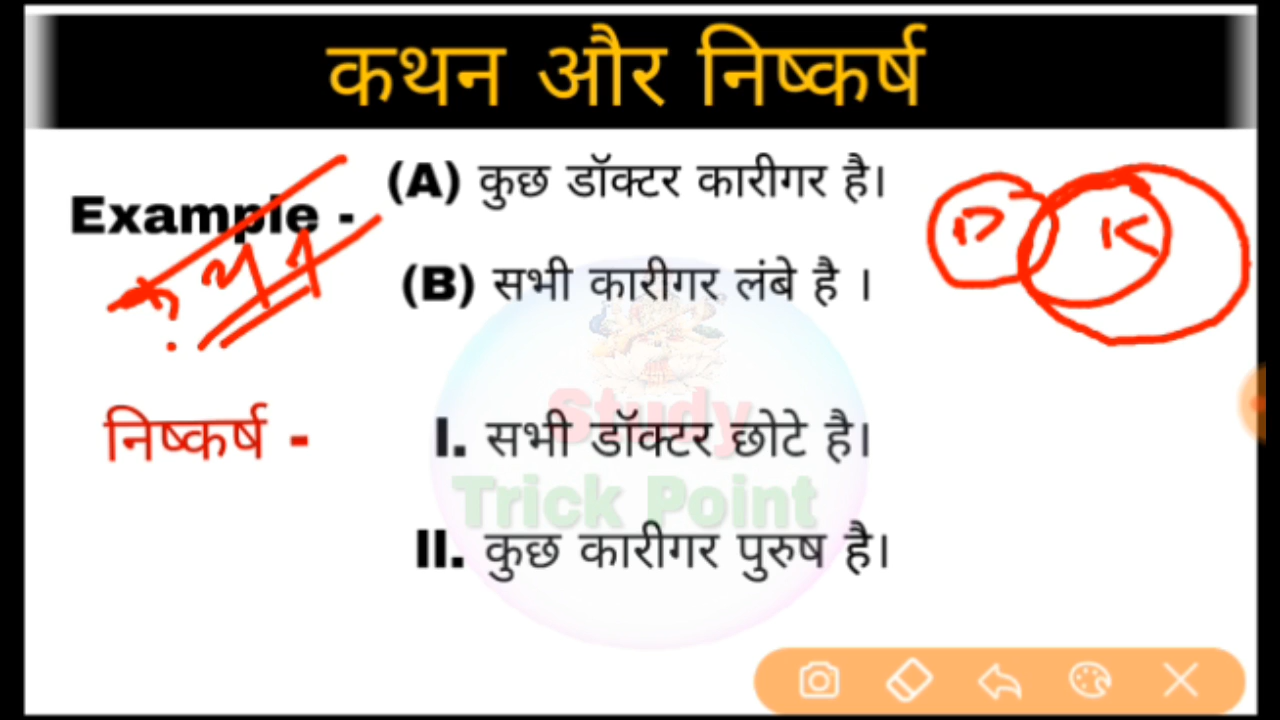 कथन और निष्कर्ष
Example -
(A) कुछ डॉक्टर कारीगर है।
(B) सभी कारीगर लंबे है ।
D K
निष्कर्ष -
I. सभी डॉक्टर छोटे है।
Study
Trick Point
II. कुछ कारीगर पुरुष है।